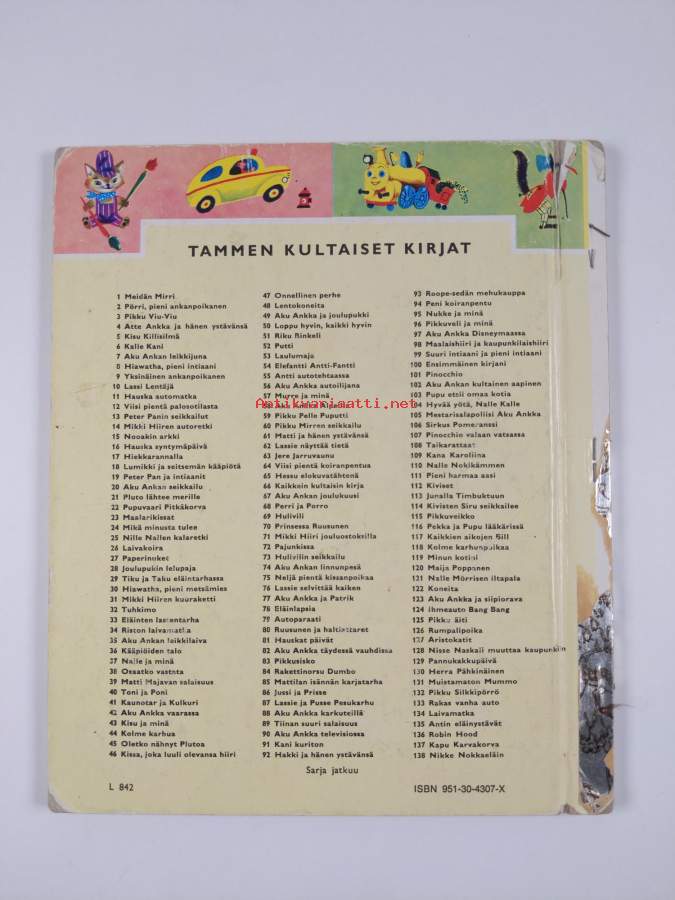 TAMMEN KULTAISET KIRJAT
1 Meidän Mirri
2 Pörri, pieni ankanpoikanen
3 Pikku Viu-Viu
4 Atte Ankka ja hänen ystävänsä
5 Kisu Killisilmä
6 Kalle Kani
7 Aku Ankan leikkijuna
8 Hiawatha, pieni intiaani
9 Yksinäinen ankanpoikanen
10 Lassi Lentäjä
11 Hauska automatka
12 Viisi pientä palosotilasta
13 Peter Panin seikkailut
14 Mikki Hiiren autoretki
15 Nooakin arkki
16 Hauska syntymäpäivä
17 Hiekkarannalla
18 Lumikki ja seitsemän kääpiötä
19 Peter Pan ja intiaanit
20 Aku Ankan seikkailu
21 Pluto lähtee merille
22 Pupuvaari Pitkäkorva
23 Maalarikissat
24 Mikä minusta tulee
25 Nille Nallen kalaretki
26 Laivakoira
27 Paperinuket
28 Joulupukin lelupaja
29 Tiku ja Taku eläintarhassa
30 Hiawatha, pieni metsämies
31 Mikki Hiiren kuuraketti
32 Tuhkimo
33 Eläinten lastentarha
34 Riston laivamatka
35 Aku Ankan leikkilaiva
36 Kääpiöiden talo
37 Nalle ja minä
38 Ossatko vastata
39 Matti Majavan salaisuus
40 Toni ja Poni
41 Kaunotar ja Kulkuri
42 Aku Ankka vaarassa
43 Kisu ja minä
44 Kolme karhua
45 Oletko nähnyt Plutoa
46 Kissa, joka luuli olevansa hiiri
47 Onnellinen perhe
48 Lentokoneita
49 Aku Ankka ja joulupukki
50 Loppu hyvin, kaikki hyvin
51 Riku Rinkeli
52 Putti
53 Laulumaja
54 Elefantti Antti-Fantti
55 Antti autotehtaassa
56 Aku Ankka autoilijana
57 Murre ja minä
58 Aku Ankka
Antikvariaatti.net
59 Pikku Pelle Puputti
60 Pikku Mirren seikkailu
61 Matti ja hänen ystävänsä
62 Lassie näyttää tietä
63 Jere Jarruvaunu
64 Viisi pientä koiranpentua
65 Hessu elokuvatähtenä
66 Kaikkein kultaisin kirja
67 Aku Ankan joulukuusi
68 Perri ja Porro
69 Hulivili
70 Prinsessa Ruusunen
71 Mikki Hiiri jouluostoksilla
72 Pajunkissa
73 Hulivilin seikkailu
74 Aku Ankan linnunpesä
75 Neljä pientä kissanpoikaa
76 Lassie selvittää kaiken
77 Aku Ankka ja Patrik
78 Eläinlapsia
79 Autoparaati
80 Ruusunen ja haltiattaret
81 Hauskat päivät
82 Aku Ankka täydessä vauhdissa
83 Pikkusisko
84 Rakettinorsu Dumbo
85 Mattilan isännän karjatarha
86 Jussi ja Prisse
87 Lassie ja Pusse Pesukarhu
88 Aku Ankka karkuteillä
89 Tiinan suuri salaisuus
90 Aku Ankka televisiossa
91 Kani kuriton
92 Hakki ja hänen ystävänsä
93 Roope-sedän mehukauppa
94 Peni koiranpentu
95 Nukke ja minä
96 Pikkuveli ja minä
97 Aku Ankka Disneymaassa
98 Maalaishiiri ja kaupunkilaishiiri
99 Suuri intiaani ja pieni intiaani
100 Ensimmäinen kirjani
101 Pinocchio
102 Aku Ankan kultainen aapinen
103 Pupu etsii omaa kotia
104 Hyvää yötä, Nalle Kalle
105 Mestarisalapoliisi Aku Ankka
106 Sirkus Pomeranssi
107 Pinocchio valaan vatsassa
108 Taikarattaat
109 Kana Karoliina
110 Nalle Nokikämmen
111 Pieni harmaa aasi
112 Kiviset
113 Junalla Timbuktuun
114 Kivisten Siru seikkailee
115 Pikkuveikko
116 Pekka ja Pupu lääkärissä
117 Kaikkien aikojen Sill
118 Kolme karhunpoikaa
119 Minun kotini
120 Maija Poppanen
121 Nalle Mörrisen iltapala
122 Koneita
123 Aku Ankka ja siipiorava
124 Ihmeauto Bang Bang
125 Pikku äiti
126 Rumpalipoika
127 Aristokatit
128 Nisse Naskali muuttaa kaupunkiin
129 Pannukakkupäivä
130 Herra Pähkinäinen
131 Muistamaton Mummo
132 Pikku Silkkipörrö
133 Rakas vanha auto
134 Laivamatka
135 Antin eläinystävät
136 Robin Hood
137 Kapu Karvakorva
138 Nikke Nokkaeläin
Sarja jatkuu
L 842
ISBN 951-30-4307-X